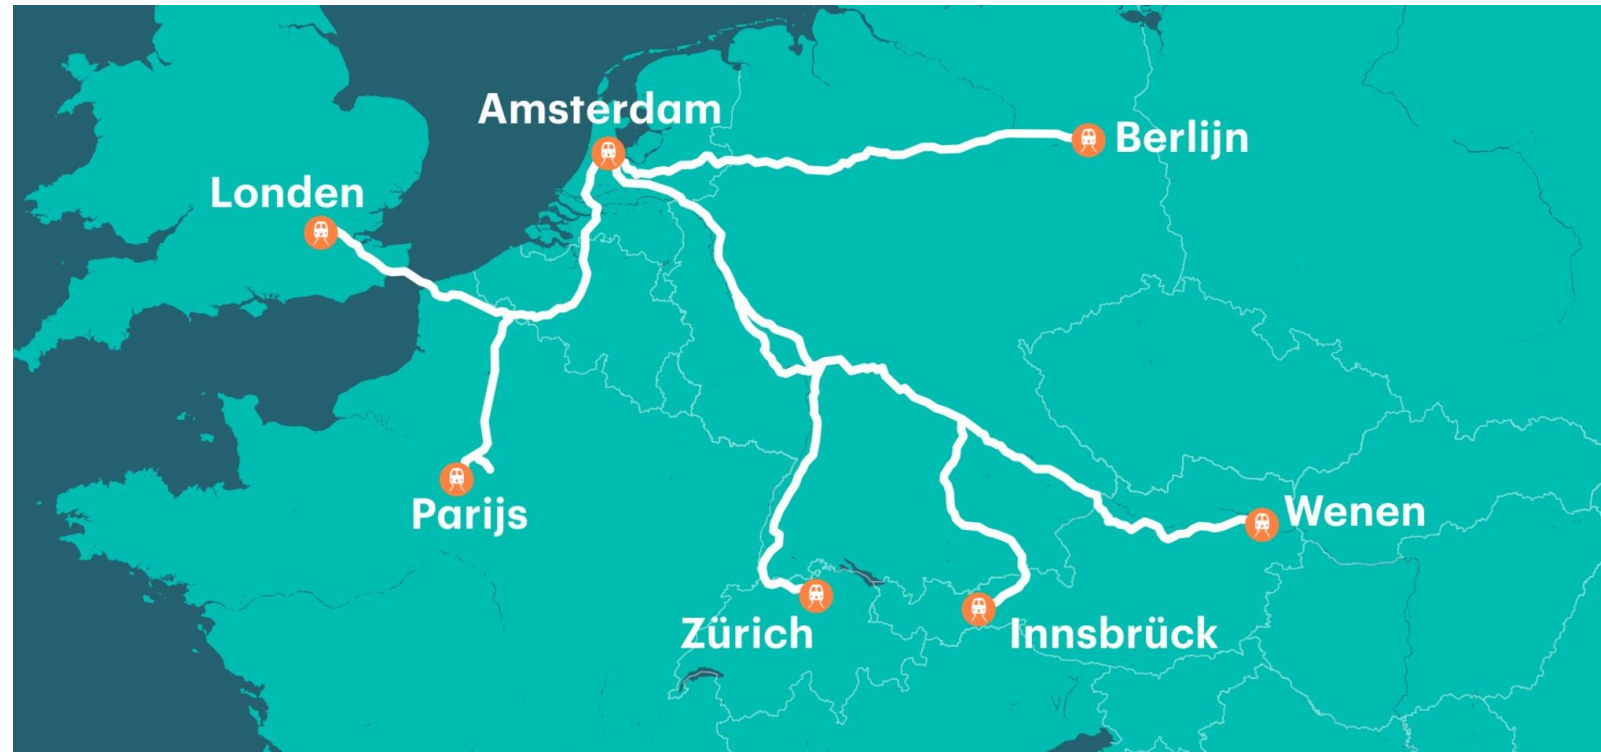 Amsterdam
Berlijn
Londen
Parijs
Wenen
Zürich
Innsbrück